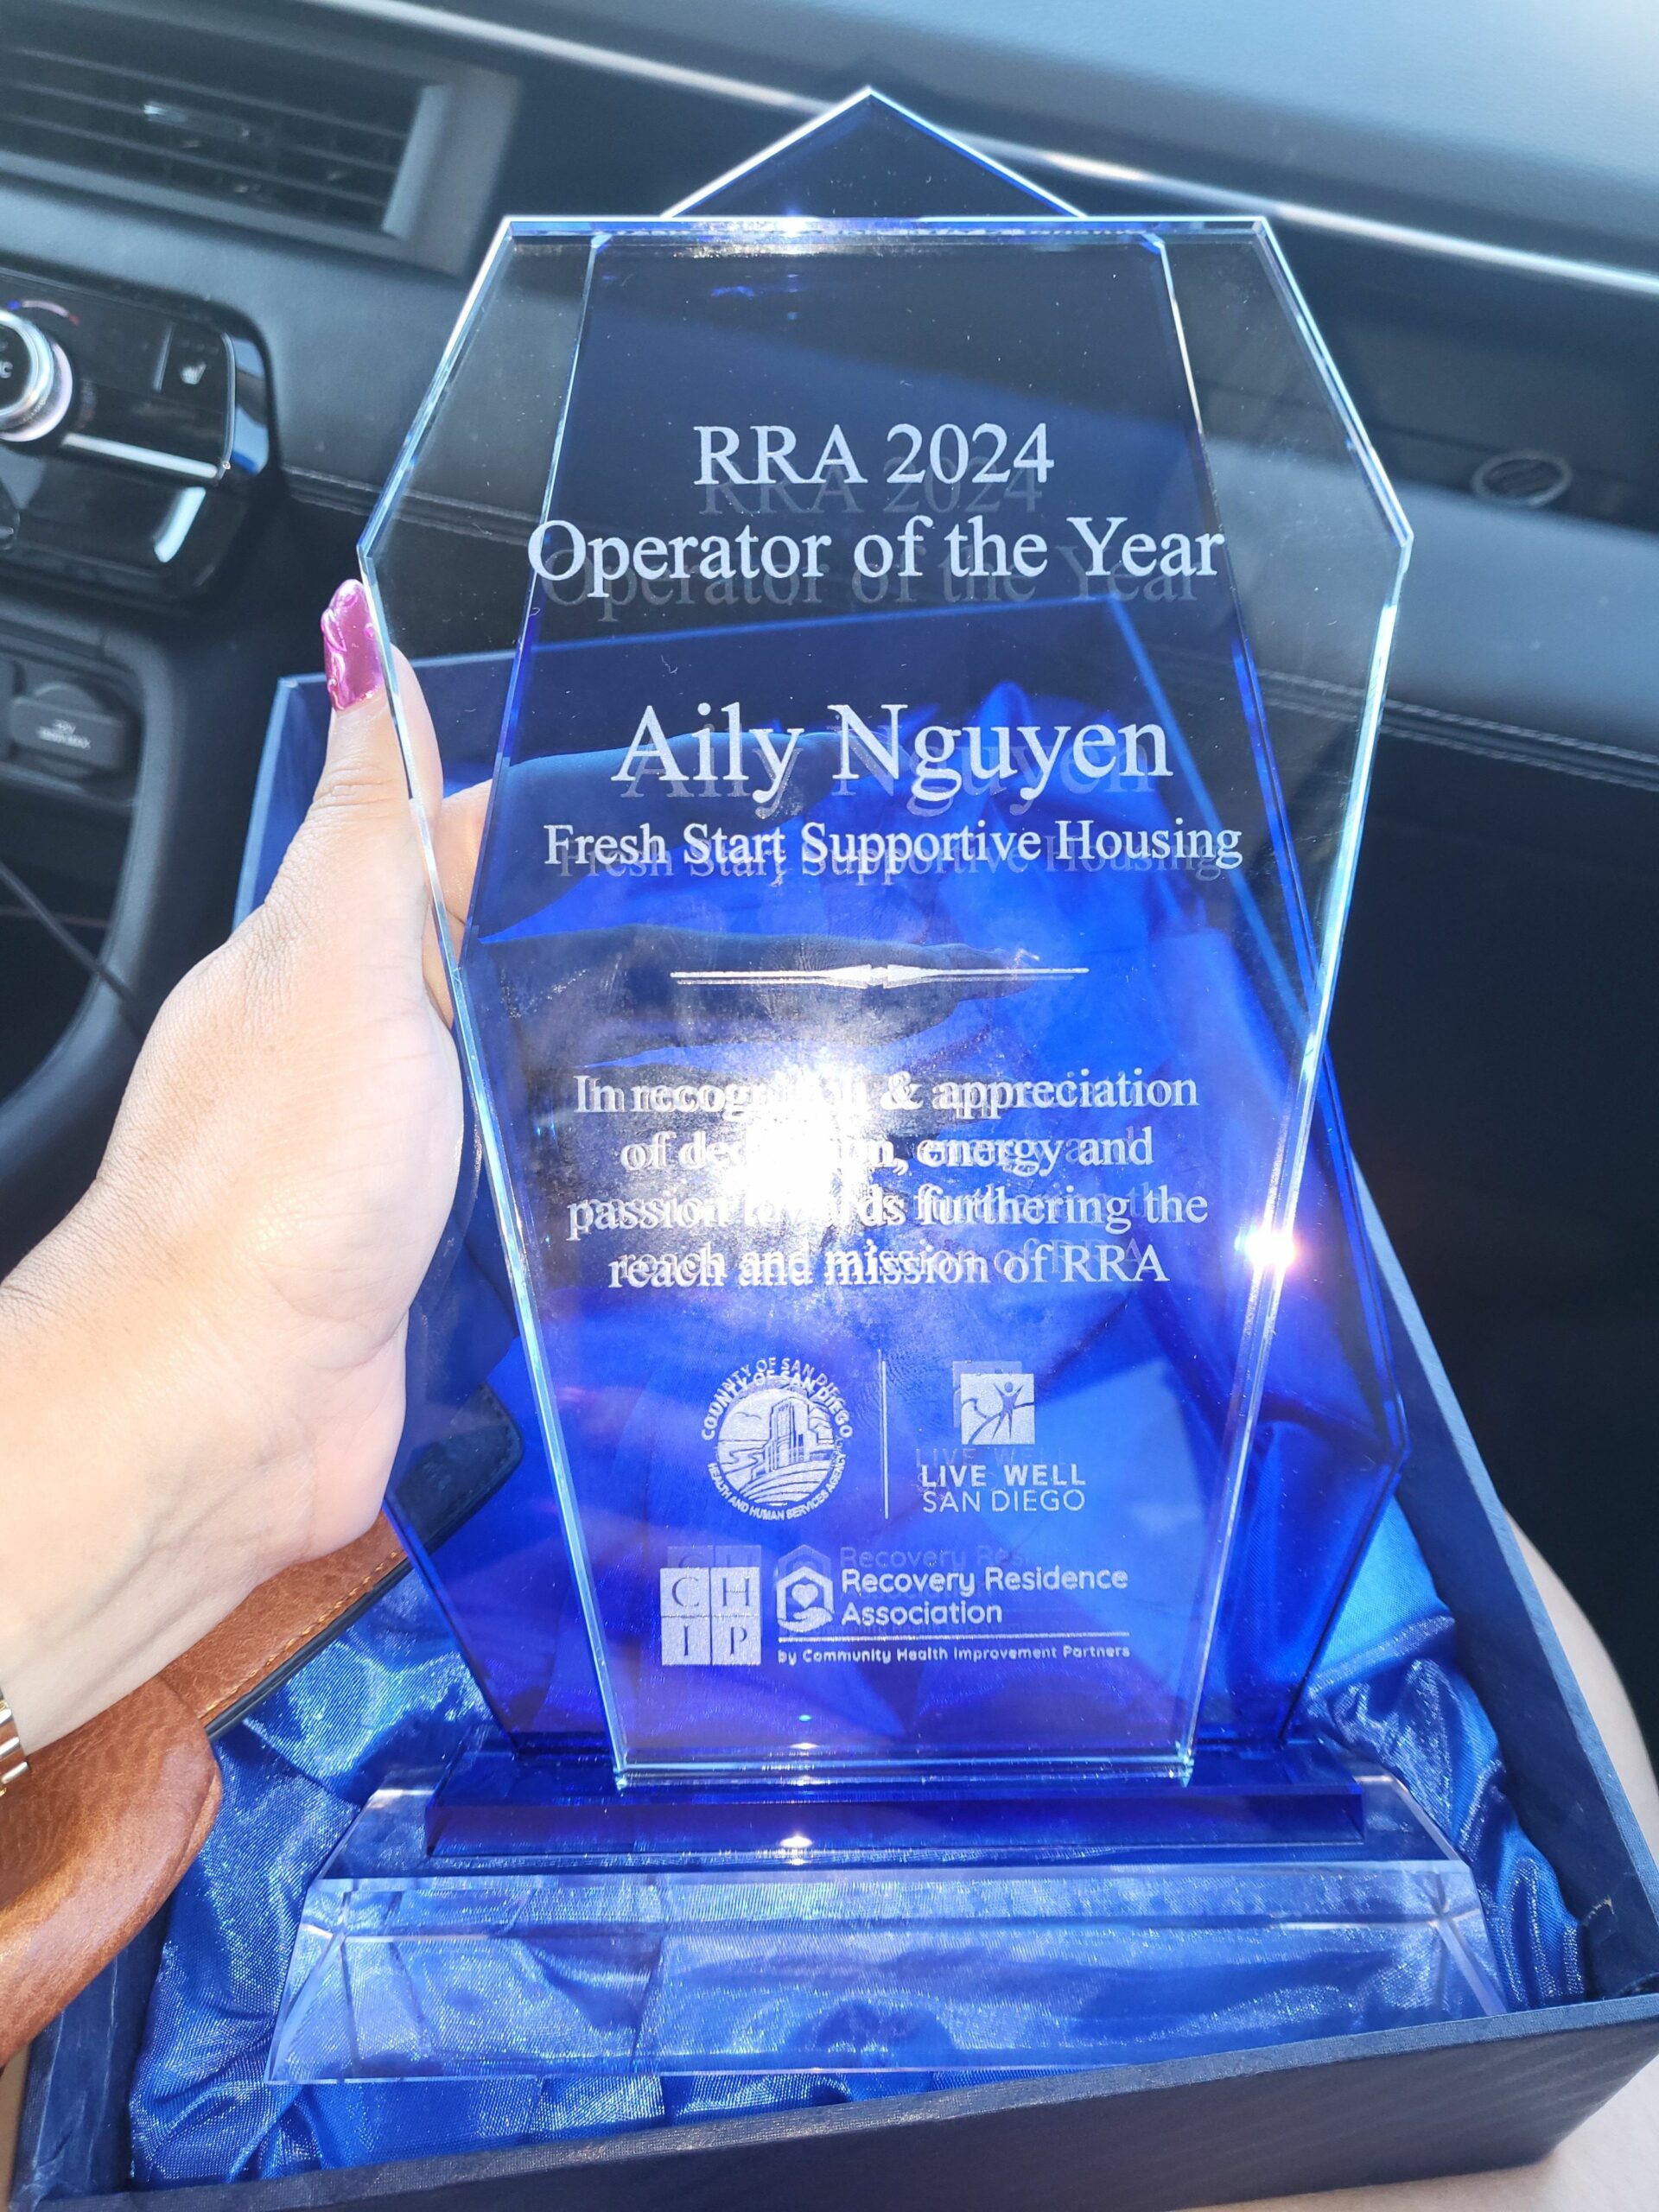 RRA 2024
Operator of the Year
Aily Nguyen
Fresh Start Supportive Housing
In recognition & appreciation
of dedication, energy and
passion towards furthering the
reach and mission of RRA
COUNTY OF SAN DIEGO
HEALTH AND HUMAN SERVICES AGENCY
LIVE WELL
SAN DIEGO
CH
IP
Recovery Residence
Association
by Community Health Improvement Partners